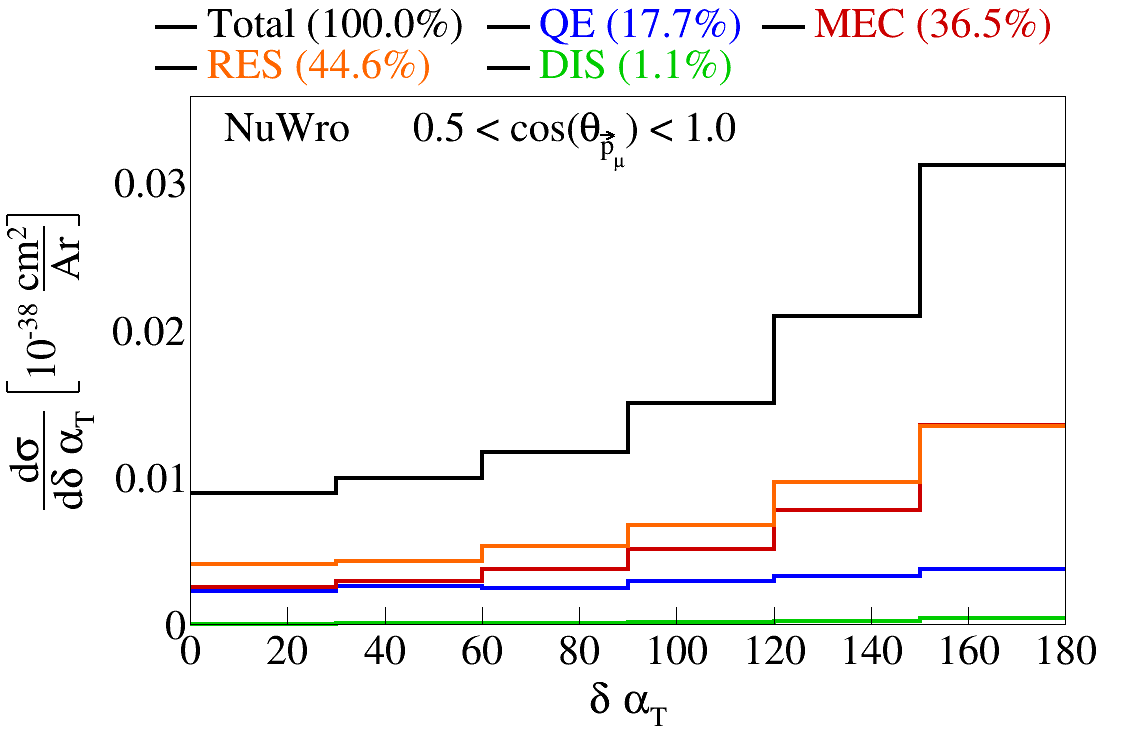 Total (100.0%) QE (17.7%) MEC (36.5%)
RES (44.6%) DIS (1.1%)
NuWro 0.5 < cos(θp⃗μ) < 1.0
0.03
0.02
0.01
0
dσ/dδ αT [10-38 cm2/Ar]
0 20 40 60 80 100 120 140 160 180
δ αT